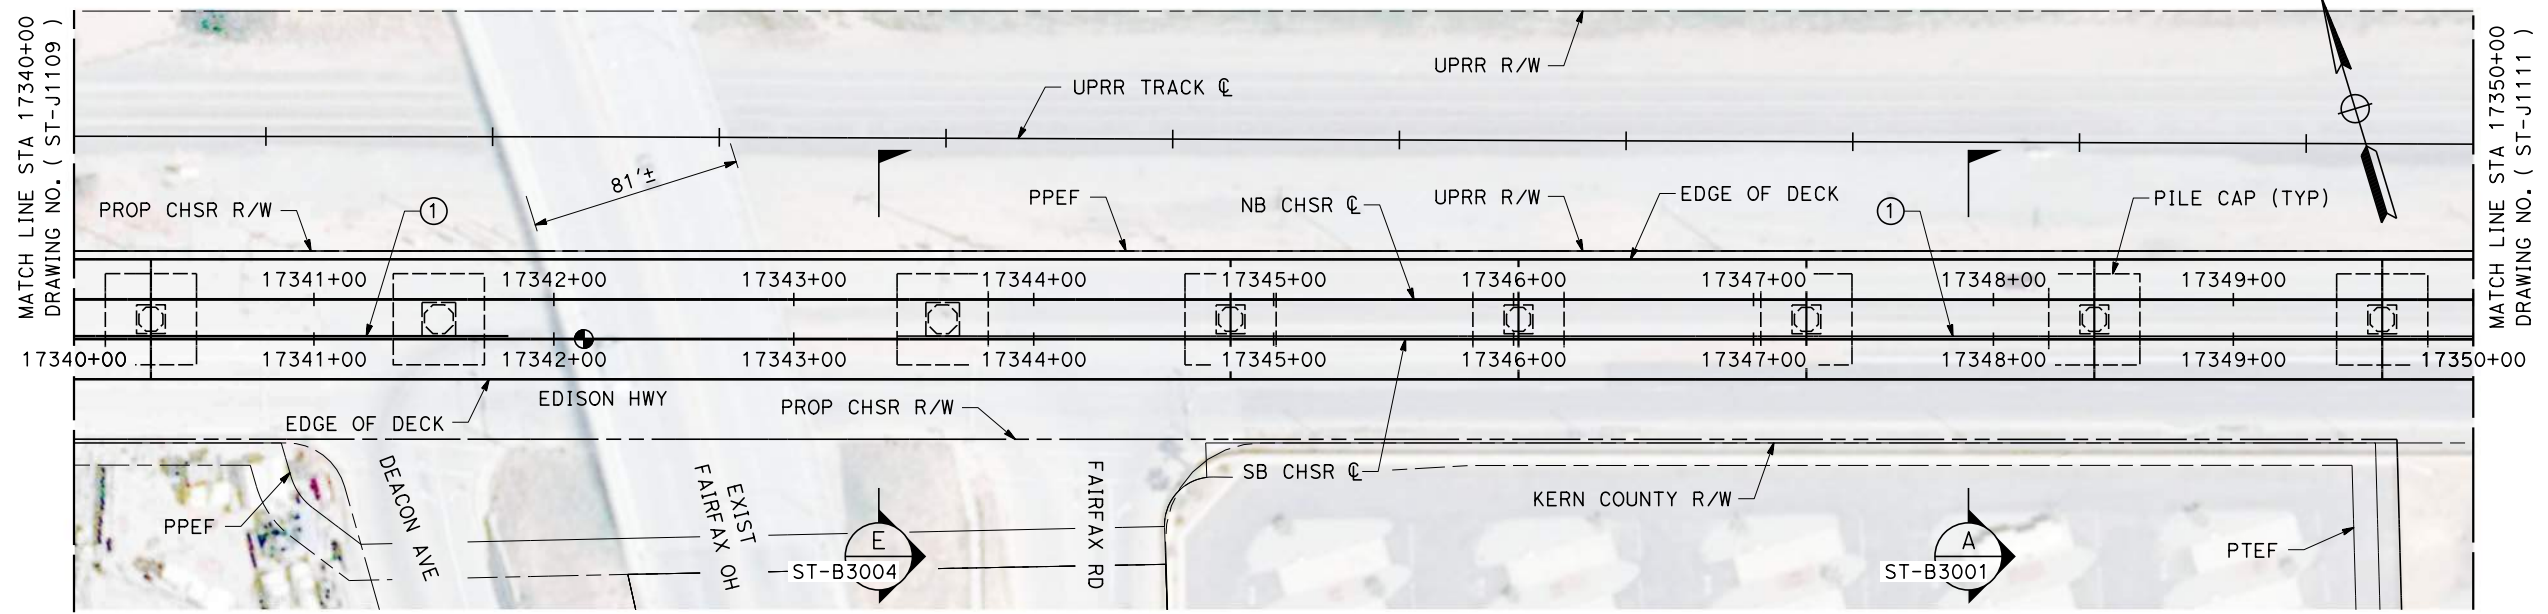 MATCH LINE STA 17340+00
DRAWING NO. ( ST-J1109 )
UPRR R/W
UPRR TRACK ℄
81'±
PROP CHSR R/W
1
PPEF
NB CHSR ℄
UPRR R/W
EDGE OF DECK
1
PILE CAP (TYP)
17341+00
17342+00
17343+00
17344+00
17345+00
17346+00
17347+00
17348+00
17349+00
17340+00
17341+00
17342+00
17343+00
17344+00
17345+00
17346+00
17347+00
17348+00
17349+00
17350+00
EDISON HWY
EDGE OF DECK
PROP CHSR R/W
SB CHSR ℄
KERN COUNTY R/W
PPEF
DEACON AVE
EXIST
FAIRFAX OH
FAIRFAX RD
E
ST-B3004
A
ST-B3001
PTEF
MATCH LINE STA 17350+00
DRAWING NO. ( ST-J1111 )